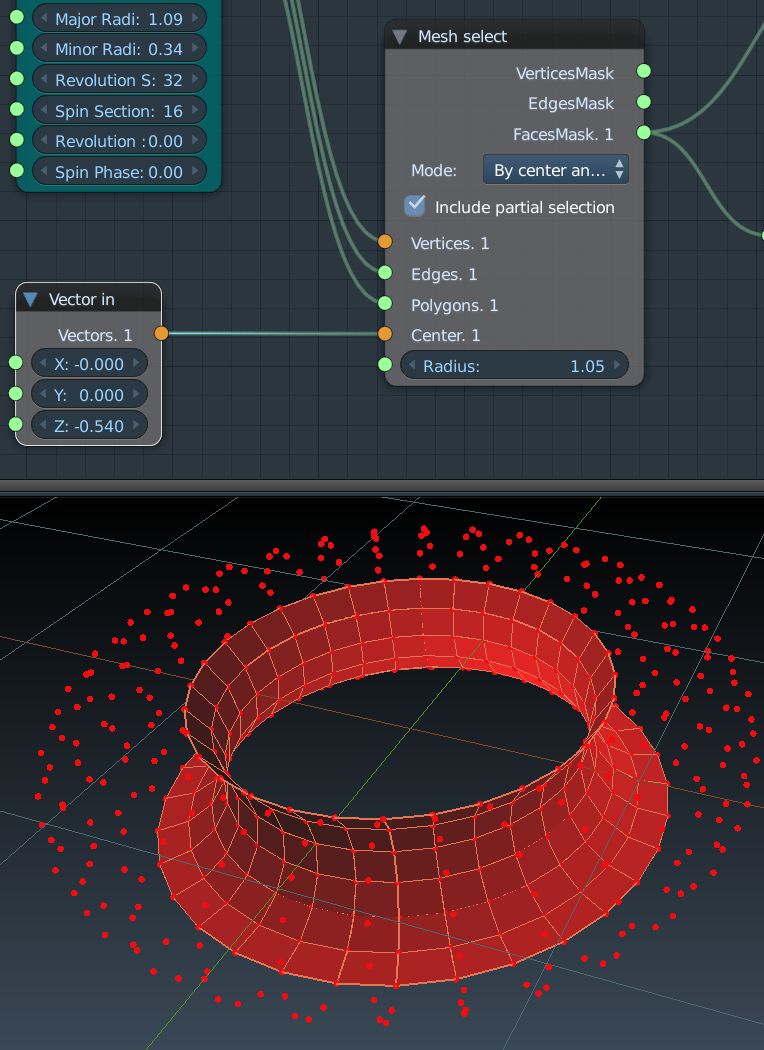 Major Radi: 1.09
Minor Radi: 0.34
Revolution S: 32
Spin Section: 16
Revolution :0.00
Spin Phase: 0.00
Mesh select
VerticesMask
EdgesMask
FacesMask. 1
Mode: By center an...
Include partial selection
Vertices. 1
Edges. 1
Polygons. 1
Center. 1
Radius: 1.05
Vector in
Vectors. 1
X: -0.000
Y: 0.000
Z: -0.540